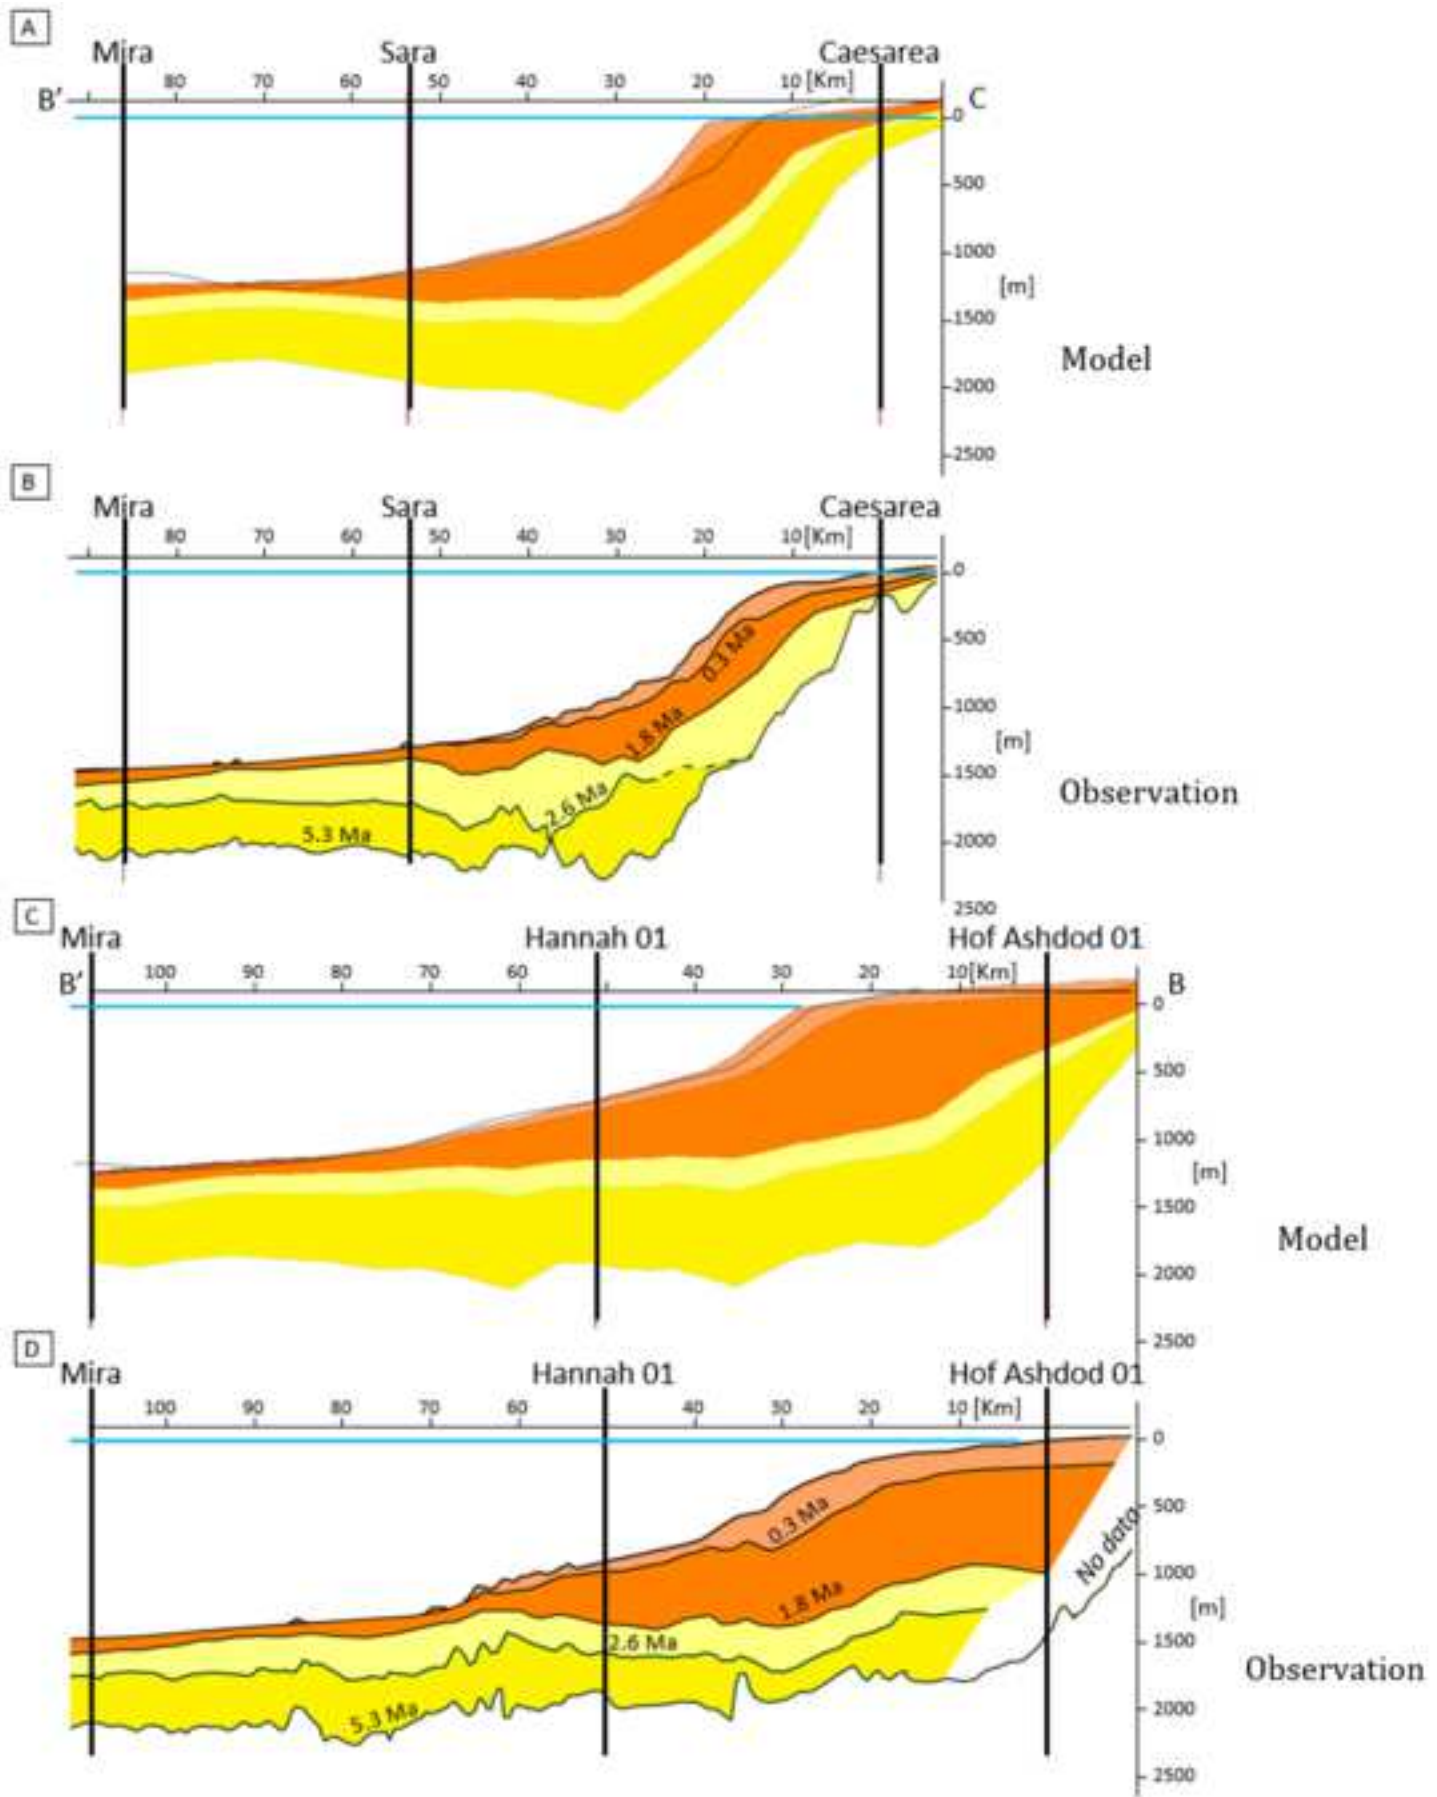 A
Mira Sara Caesarea
80 70 60 50 40 30 20 10 [Km]
B' C
0
500
1000
[m]
1500
Model
2000
2500
B
Mira Sara Caesarea
80 70 60 50 40 30 20 10 [Km]
0
500
0.3 Ma
1000
1.8 Ma
[m]
1500
Observation
2.6 Ma
5.3 Ma
2000
2500
C
Mira Hannah 01 Hof Ashdod 01
100 90 80 70 60 40 30 20 10 [Km]
B' B
0
500
1000
[m]
1500
Model
2000
2500
D
Mira Hannah 01 Hof Ashdod 01
100 90 80 70 60 40 30 20 10 [Km]
0
500
0.3 Ma
No data
1000
1.8 Ma
[m]
1500
2.6 Ma
Observation
2000
5.3 Ma
2500